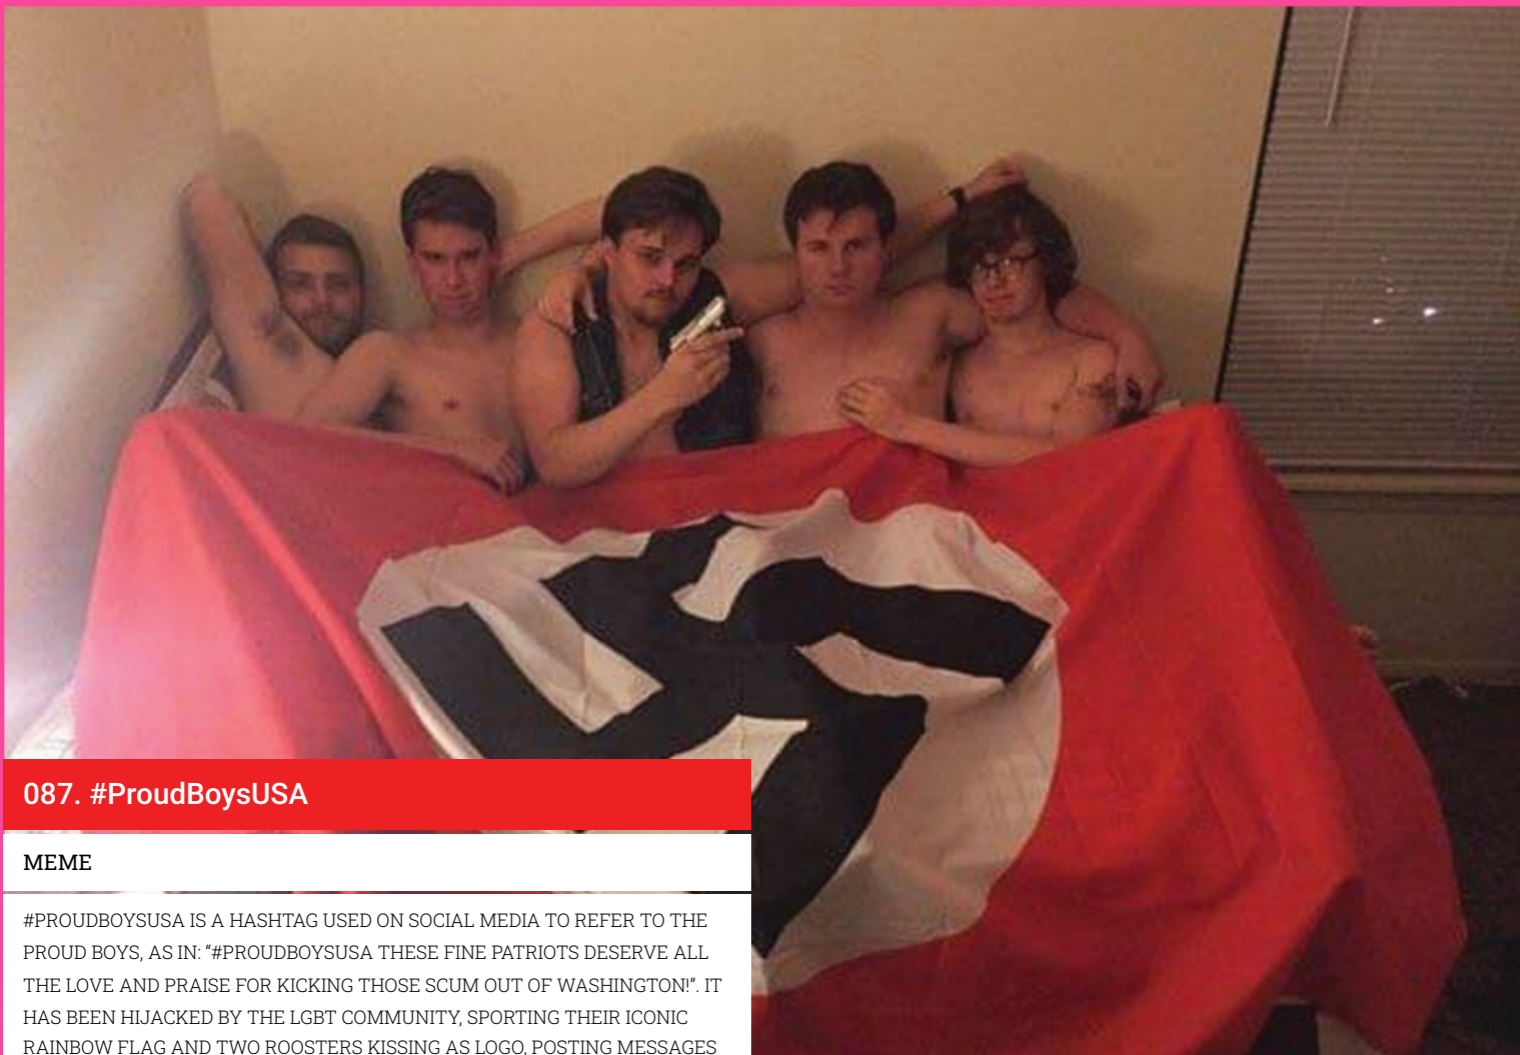 087. #ProudBoysUSA
MEME
#PROUDBOYSUSA IS A HASHTAG USED ON SOCIAL MEDIA TO REFER TO THE
PROUD BOYS, AS IN: “#PROUDBOYSUSA THESE FINE PATRIOTS DESERVE ALL
THE LOVE AND PRAISE FOR KICKING THOSE SCUM OUT OF WASHINGTON!”. IT
HAS BEEN HIJACKED BY THE LGBT COMMUNITY, SPORTING THEIR ICONIC
RAINBOW FLAG AND TWO ROOSTERS KISSING AS LOGO, POSTING MESSAGES